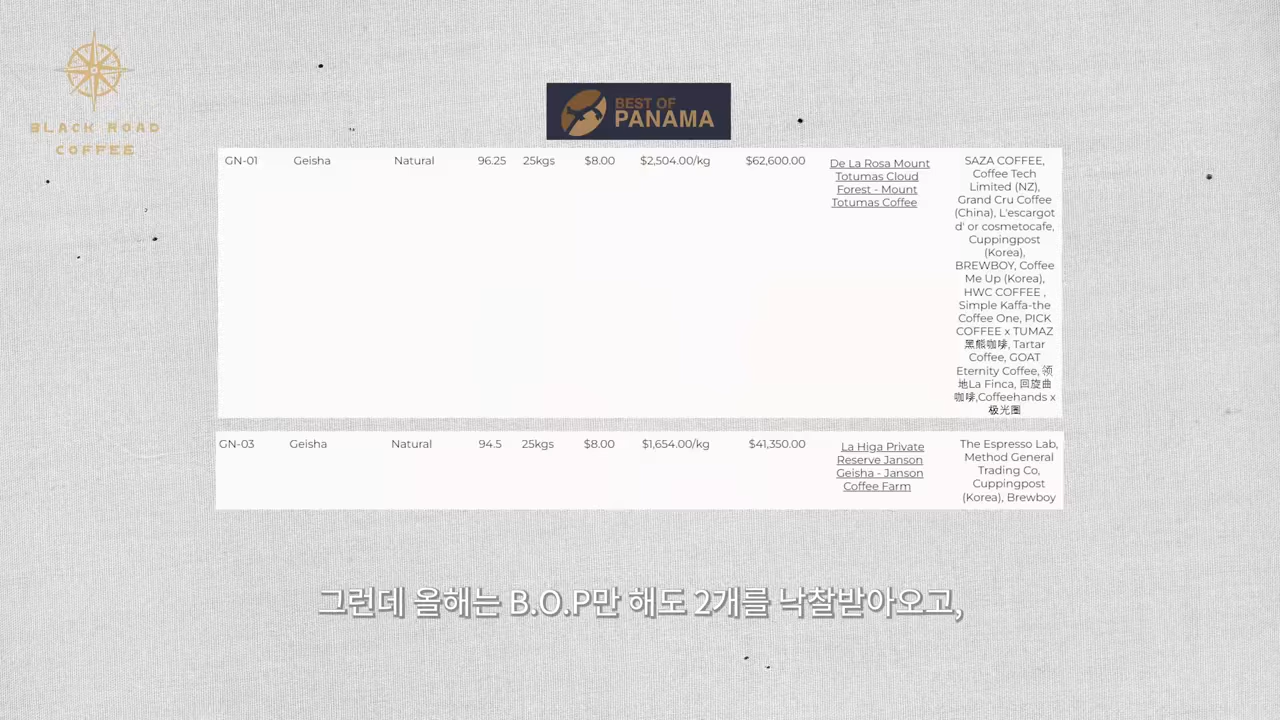 BLACK ROAD
COFFEE
BEST OF
PANAMA
GN-01 Geisha Natural 96.25 25kgs $8.00 $2,504.00/kg $62,600.00
De La Rosa Mount
Totumas Cloud
Forest - Mount
Totumas Coffee
SAZA COFFEE,
Coffee Tech
Limited (NZ),
Grand Cru Coffee
(China), L'escargot
d' or cosmetocafe,
Cuppingpost
(Korea),
BREWBOY, Coffee
Me Up (Korea),
HWC COFFEE ,
Simple Kaffa-the
Coffee One, PICK
COFFEE x TUMAZ
黑熊咖啡, Tartar
Coffee, GOAT
Eternity Coffee, 领
地La Finca, 回旋曲
咖啡,Coffeehands x
极光圈
GN-03 Geisha Natural 94.5 25kgs $8.00 $1,654.00/kg $41,350.00
La Higa Private
Reserve Janson
Geisha - Janson
Coffee Farm
The Espresso Lab,
Method General
Trading Co,
Cuppingpost
(Korea), Brewboy
그런데 올해는 B.O.P만 해도 2개를 낙찰받아오고,